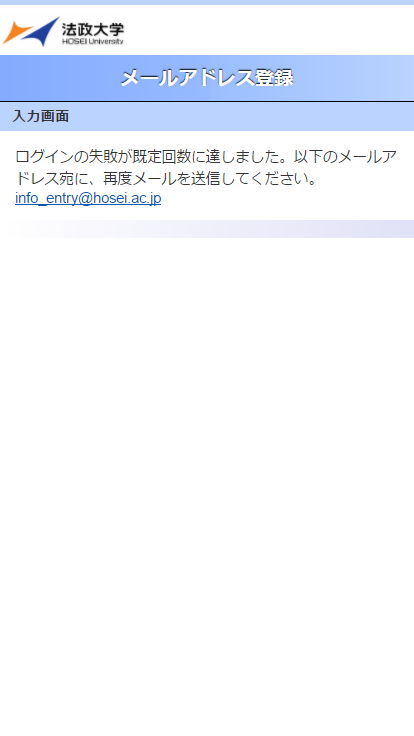 法政大学
HOSEI University
メールアドレス登録
入力画面
ログインの失敗が既定回数に達しました。以下のメールア
ドレス宛に、再度メールを送信してください。
info_entry@hosei.ac.jp